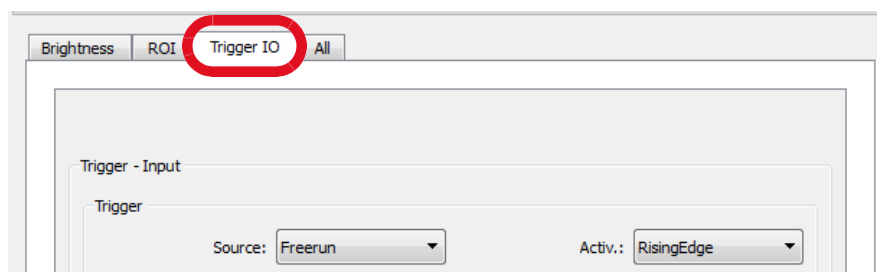 Brightness ROI Trigger IO All
Trigger - Input
Trigger
Source: Freerun Activ.: RisingEdge